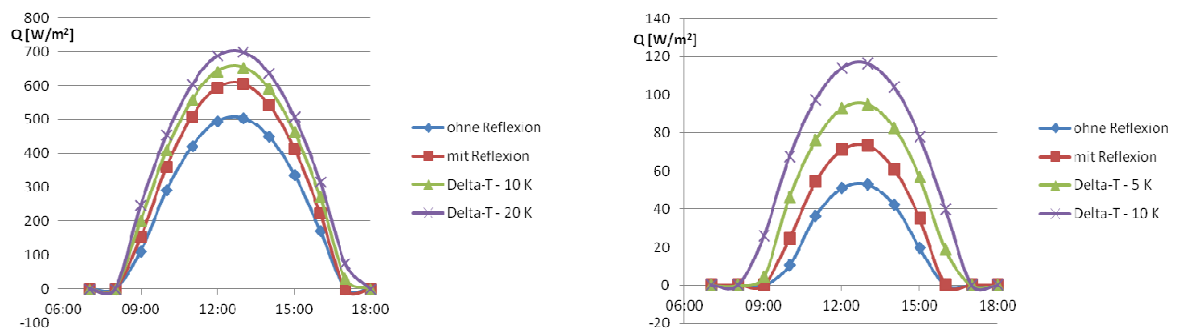 800
Q [W/m²]
700
600
500
400
300
200
100
0
-100
06:00 09:00 12:00 15:00 18:00
ohne Reflexion
mit Reflexion
Delta-T - 10 K
Delta-T - 20 K
140
Q [W/m²]
120
100
80
60
40
20
0
-20
06:00 09:00 12:00 15:00 18:00
ohne Reflexion
mit Reflexion
Delta-T - 5 K
Delta-T - 10 K